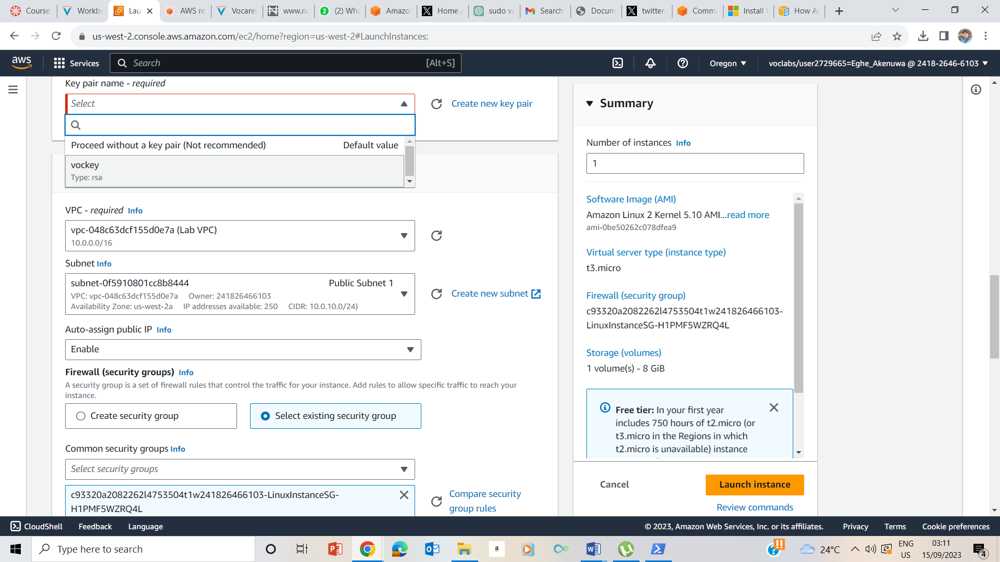 Course
Workbe
Lau
AWS re
Vocareu
www.na
(2) Wha
Amazo
Home /
sudo vs
Search
Docum
twitter.
Comma
Install
How A
us-west-2.console.aws.amazon.com/ec2/home?region=us-west-2#LaunchInstances:
aws
Services
Search
[Alt+S]
Oregon
voclabs/user2729665=Eghe_Akenuwa @ 2418-2646-6103
Key pair name - required
Select
Create new key pair
Proceed without a key pair (Not recommended)
Default value
vockey
Type: rsa
VPC - required Info
vpc-048c63dcf155d0e7a (Lab VPC)
10.0.0.0/16
Subnet Info
subnet-0f5910801cc8b8444
Public Subnet 1
VPC: vpc-048c63dcf155d0e7a Owner: 241826466103
Availability Zone: us-west-2a IP addresses available: 250 CIDR: 10.0.10.0/24)
Create new subnet
Auto-assign public IP Info
Enable
Firewall (security groups) Info
A security group is a set of firewall rules that control the traffic for your instance. Add rules to allow specific traffic to reach your
instance.
Create security group
Select existing security group
Common security groups Info
Select security groups
c93320a2082262l4753504t1w241826466103-LinuxInstanceSG-
H1PMF5WZRQ4L
Compare security
group rules
Summary
Number of instances Info
1
Software Image (AMI)
Amazon Linux 2 Kernel 5.10 AMI...read more
ami-0be50262c078dfea9
Virtual server type (instance type)
t3.micro
Firewall (security group)
c93320a2082262l4753504t1w241826466103-
LinuxInstanceSG-H1PMF5WZRQ4L
Storage (volumes)
1 volume(s) - 8 GiB
Free tier: In your first year
includes 750 hours of t2.micro (or
t3.micro in the Regions in which
t2.micro is unavailable) instance
Cancel
Launch instance
Review commands
CloudShell
Feedback
Language
© 2023, Amazon Web Services, Inc. or its affiliates.
Privacy
Terms
Cookie preferences
Type here to search
24°C
ENG
US
03:11
15/09/2023
4